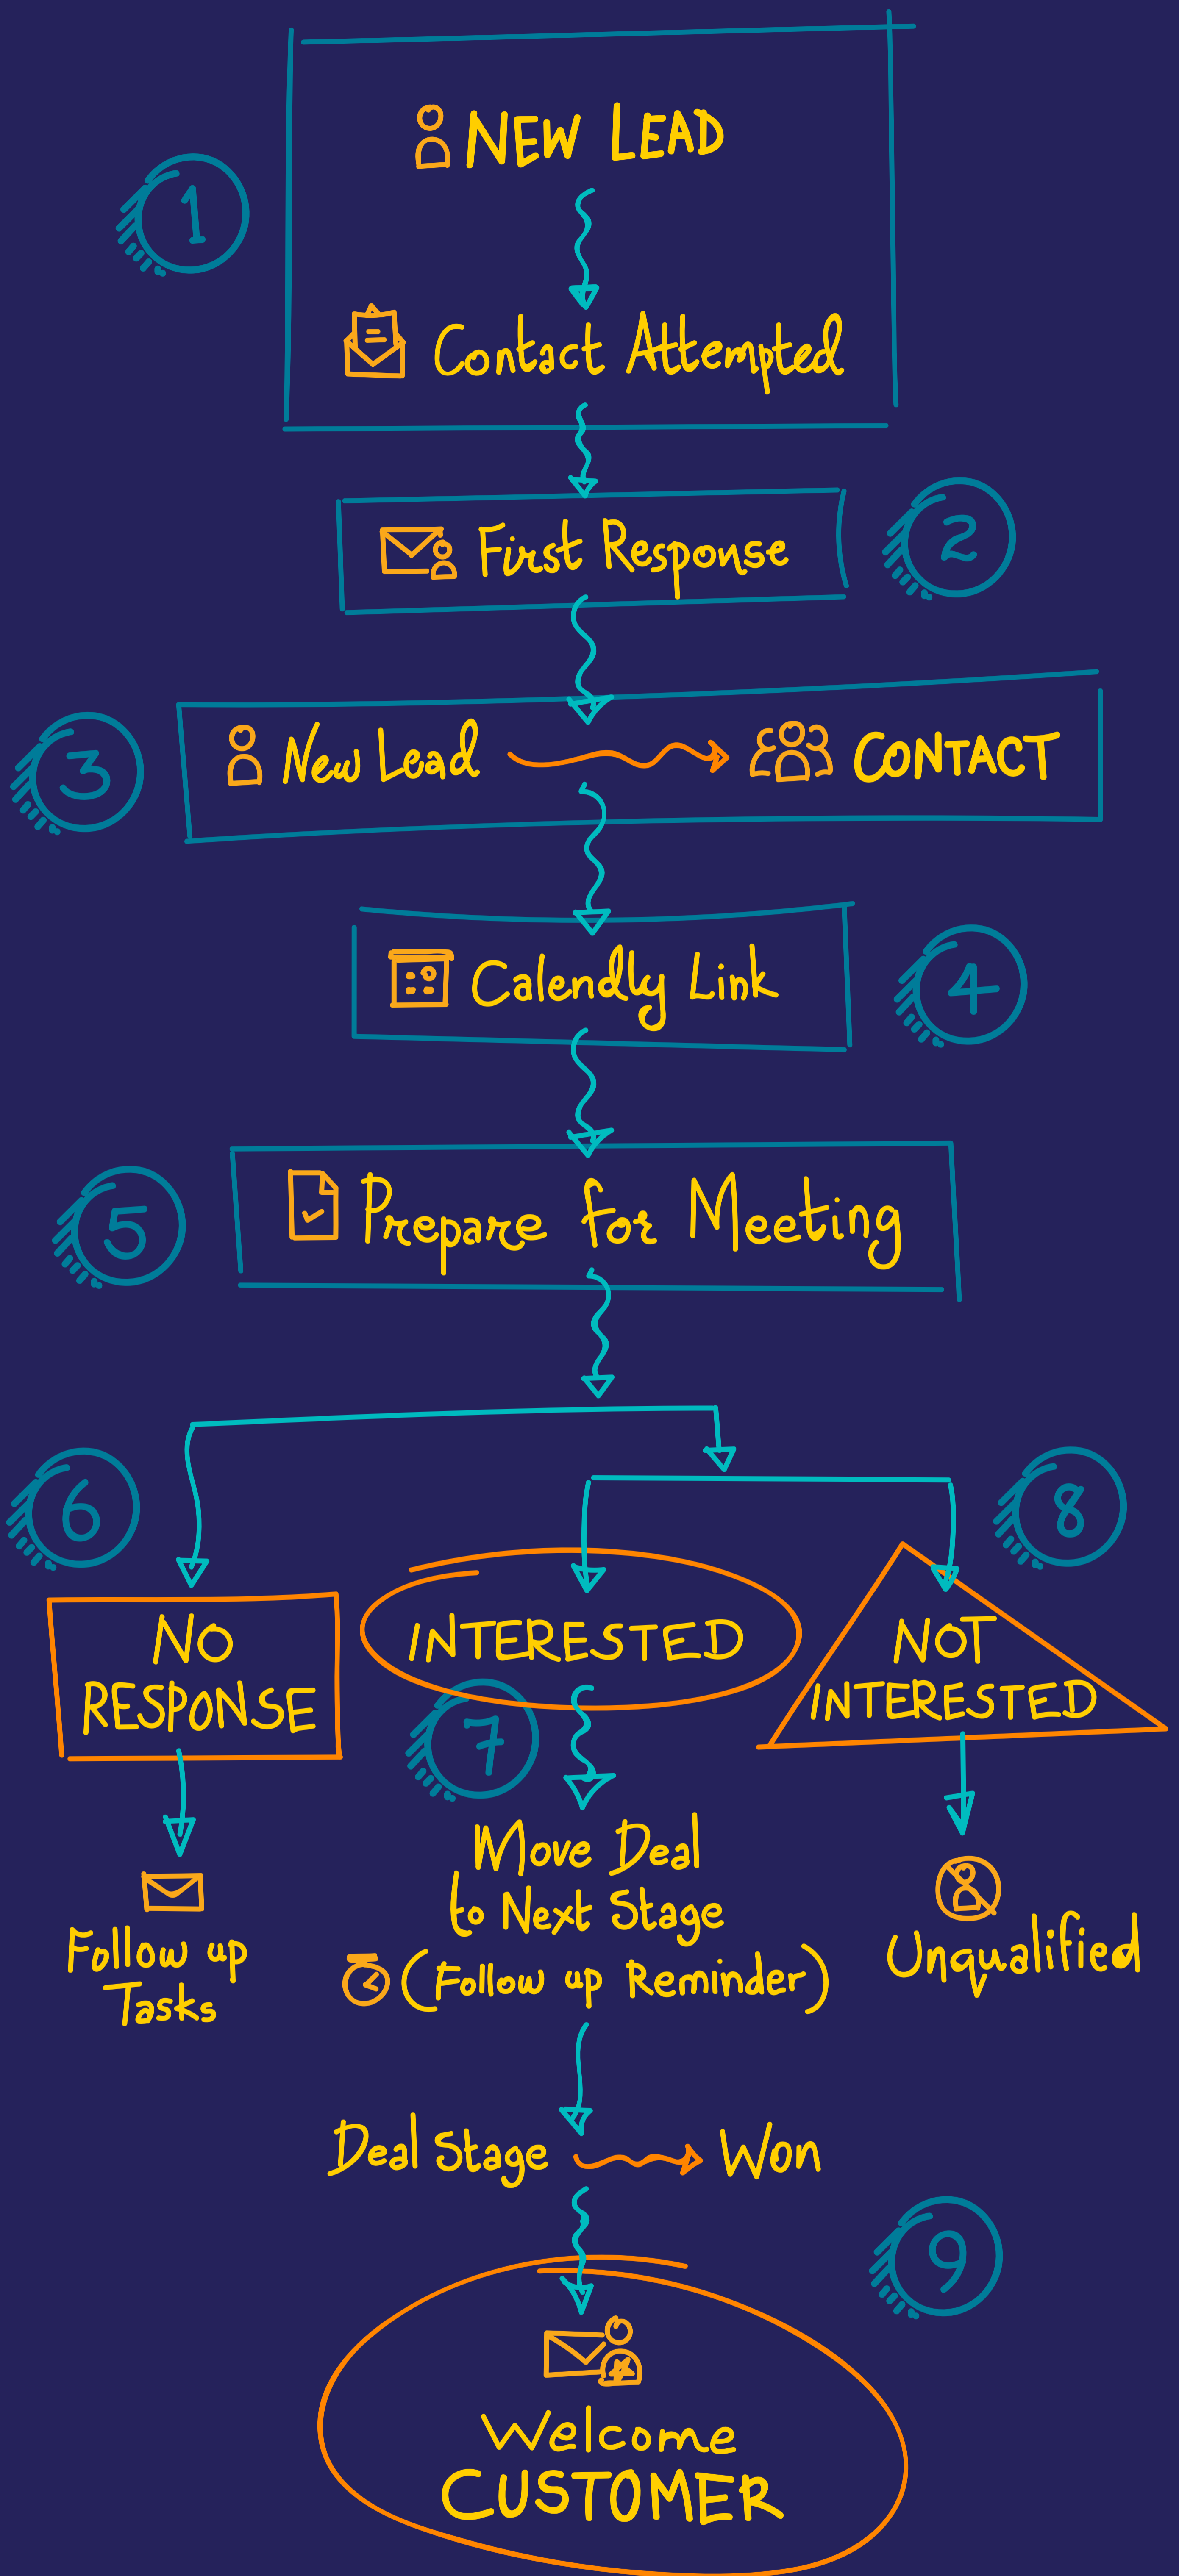 1
NEW LEAD
Contact Attempted
First Response
2
3
New Lead
CONTACT
Calendly Link
4
5
Prepare for Meeting
6
8
NO
RESPONSE
INTERESTED
NOT
INTERESTED
7
Move Deal
to Next Stage
(Follow up Reminder)
Follow up
Tasks
Unqualified
Deal Stage
Won
9
Welcome
CUSTOMER